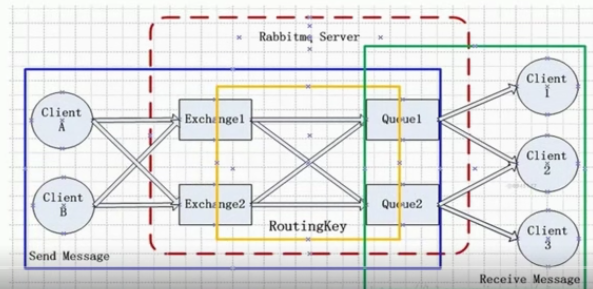 Rabbitmq Server
Client
A
Exchange1
Queue1
Client
1
Client
2
Client
B
Exchange2
Queue2
RoutingKey
Client
3
Send Message
Receive Message